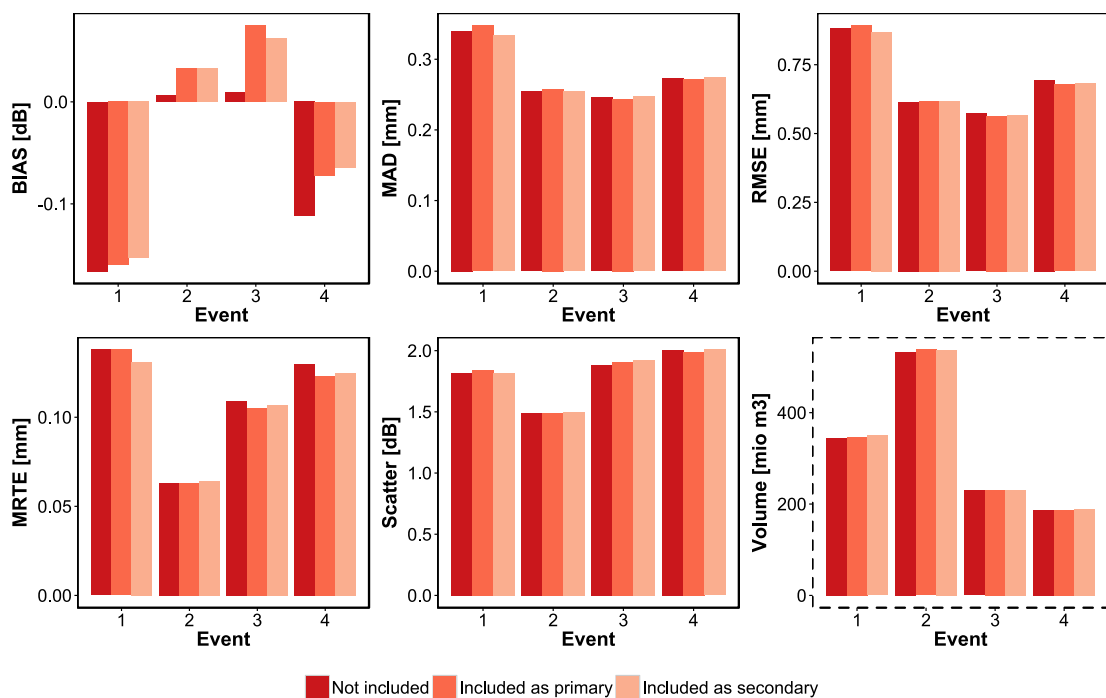 BIAS [dB]
0.0
-0.1
1 2 3 4
Event
MAD [mm]
0.3
0.2
0.1
0.0
1 2 3 4
Event
RMSE [mm]
0.75
0.50
0.25
0.00
1 2 3 4
Event
MRTE [mm]
0.10
0.05
0.00
1 2 3 4
Event
Scatter [dB]
2.0
1.5
1.0
0.5
0.0
1 2 3 4
Event
Volume [mio m3]
400
200
0
1 2 3 4
Event
Not included Included as primary Included as secondary